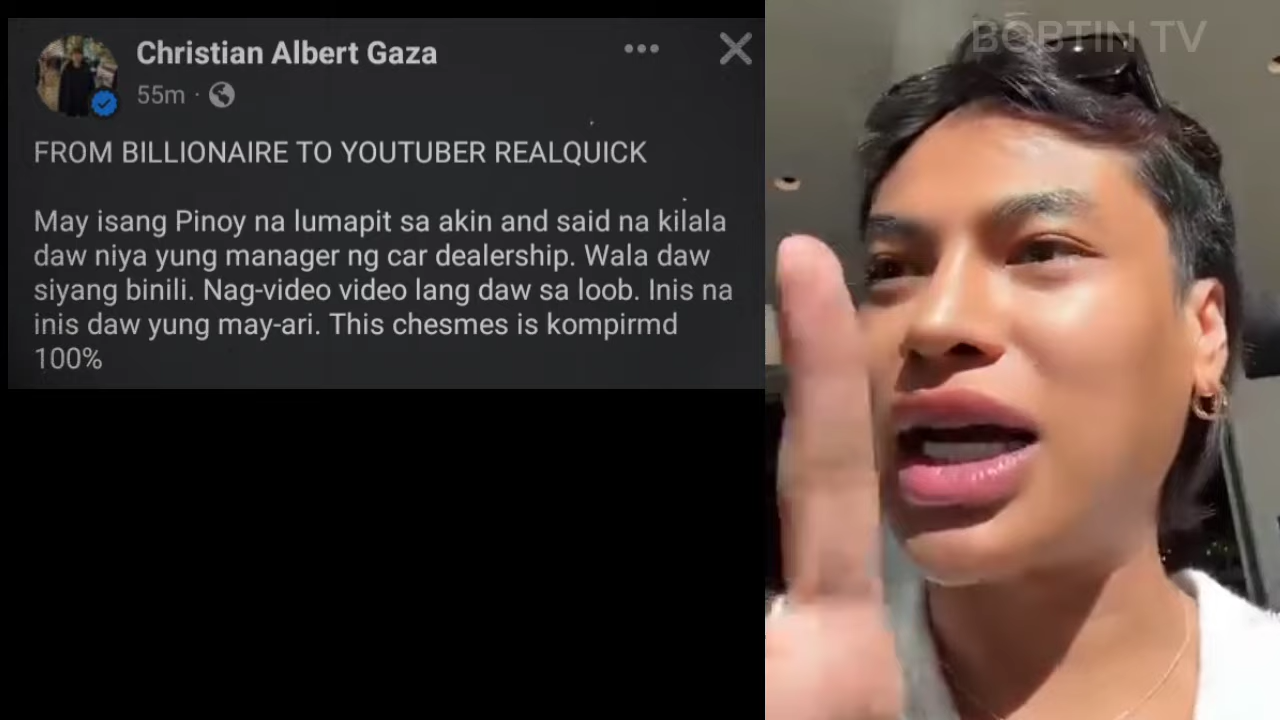 Christian Albert Gaza
55m ·
FROM BILLIONAIRE TO YOUTUBER REALQUICK
May isang Pinoy na lumapit sa akin and said na kilala
daw niya yung manager ng car dealership. Wala daw
siyang binili. Nag-video video lang daw sa loob. Inis na
inis daw yung may-ari. This chesmes is kompirmd
100%
BOBTIN TV